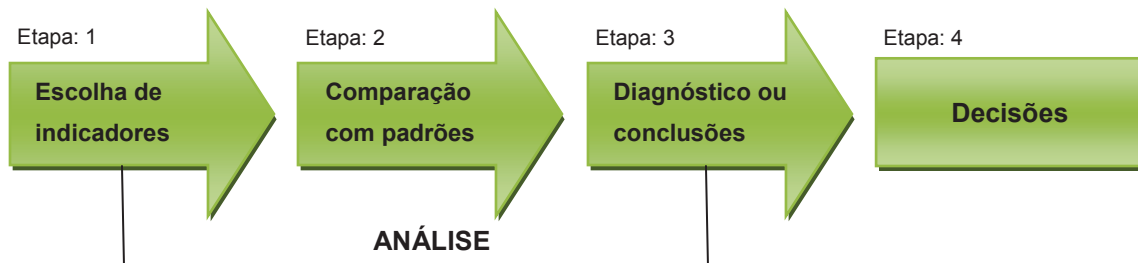 Etapa: 1
Escolha de
indicadores
Etapa: 2
Comparação
com padrões
Etapa: 3
Diagnóstico ou
conclusões
Etapa: 4
Decisões
ANÁLISE